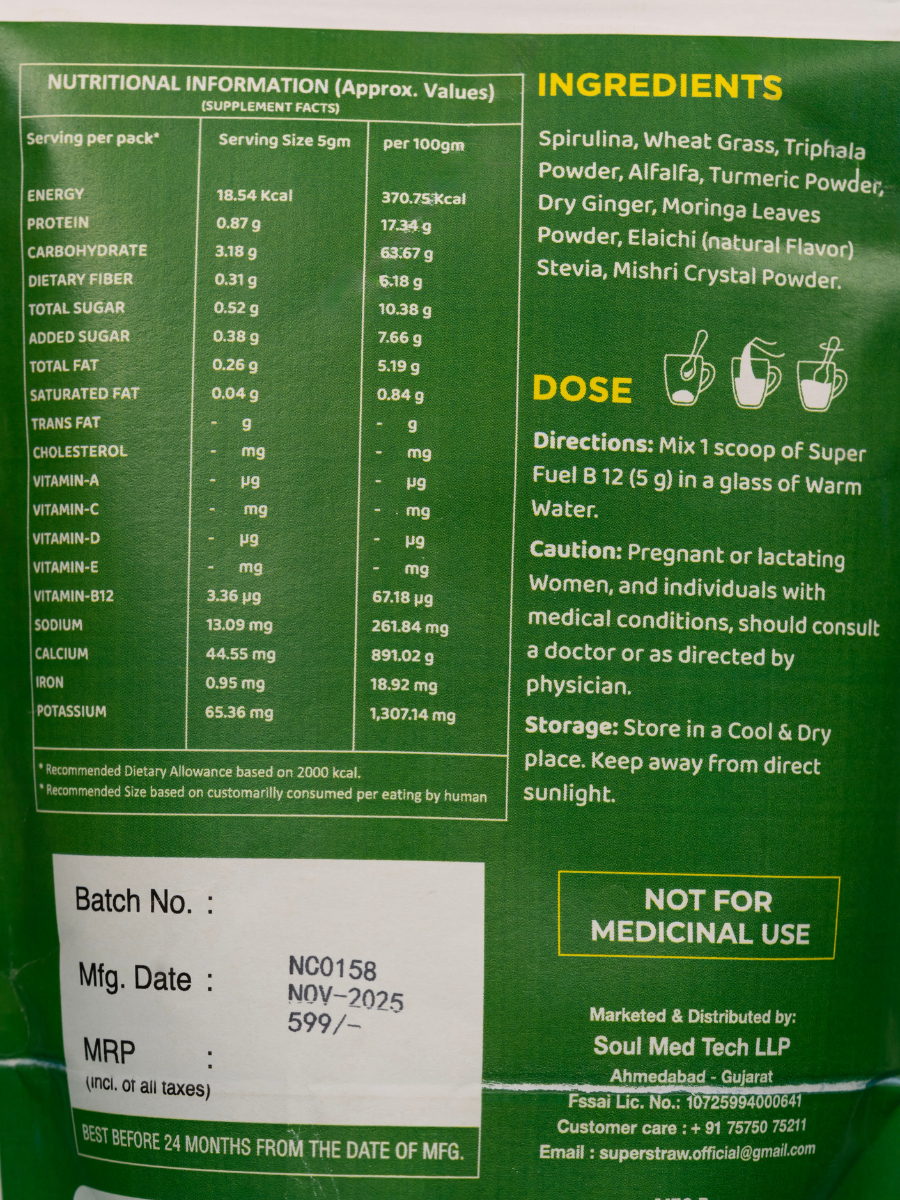 NUTRITIONAL INFORMATION (Approx. Values)
(SUPPLEMENT FACTS)
Serving per pack* Serving Size 5gm per 100gm
ENERGY 18.54 Kcal 370.75 Kcal
PROTEIN 0.87 g 17.34 g
CARBOHYDRATE 3.18 g 63.67 g
DIETARY FIBER 0.31 g 6.18 g
TOTAL SUGAR 0.52 g 10.38 g
ADDED SUGAR 0.38 g 7.66 g
TOTAL FAT 0.26 g 5.19 g
SATURATED FAT 0.04 g 0.84 g
TRANS FAT - g - g
CHOLESTEROL - mg - mg
VITAMIN-A - µg - µg
VITAMIN-C - mg - mg
VITAMIN-D - µg - µg
VITAMIN-E - mg - mg
VITAMIN-B12 3.36 µg 67.18 µg
SODIUM 13.09 mg 261.84 mg
CALCIUM 44.55 mg 891.02 g
IRON 0.95 mg 18.92 mg
POTASSIUM 65.36 mg 1,307.14 mg
* Recommended Dietary Allowance based on 2000 kcal.
* Recommended Size based on customarilly consumed per eating by human
INGREDIENTS
Spirulina, Wheat Grass, Triphala
Powder, Alfalfa, Turmeric Powder,
Dry Ginger, Moringa Leaves
Powder, Elaichi (natural Flavor)
Stevia, Mishri Crystal Powder.
DOSE
Directions: Mix 1 scoop of Super
Fuel B 12 (5 g) in a glass of Warm
Water.
Caution: Pregnant or lactating
Women, and individuals with
medical conditions, should consult
a doctor or as directed by
physician.
Storage: Store in a Cool & Dry
place. Keep away from direct
sunlight.
Batch No. :
Mfg. Date : NC0158
NOV-2025
599/-
MRP :
(incl. of all taxes)
BEST BEFORE 24 MONTHS FROM THE DATE OF MFG.
NOT FOR
MEDICINAL USE
Marketed & Distributed by:
Soul Med Tech LLP
Ahmedabad - Gujarat
Fssai Lic. No.: 10725994000641
Customer care : + 91 75750 75211
Email : superstraw.official@gmail.com